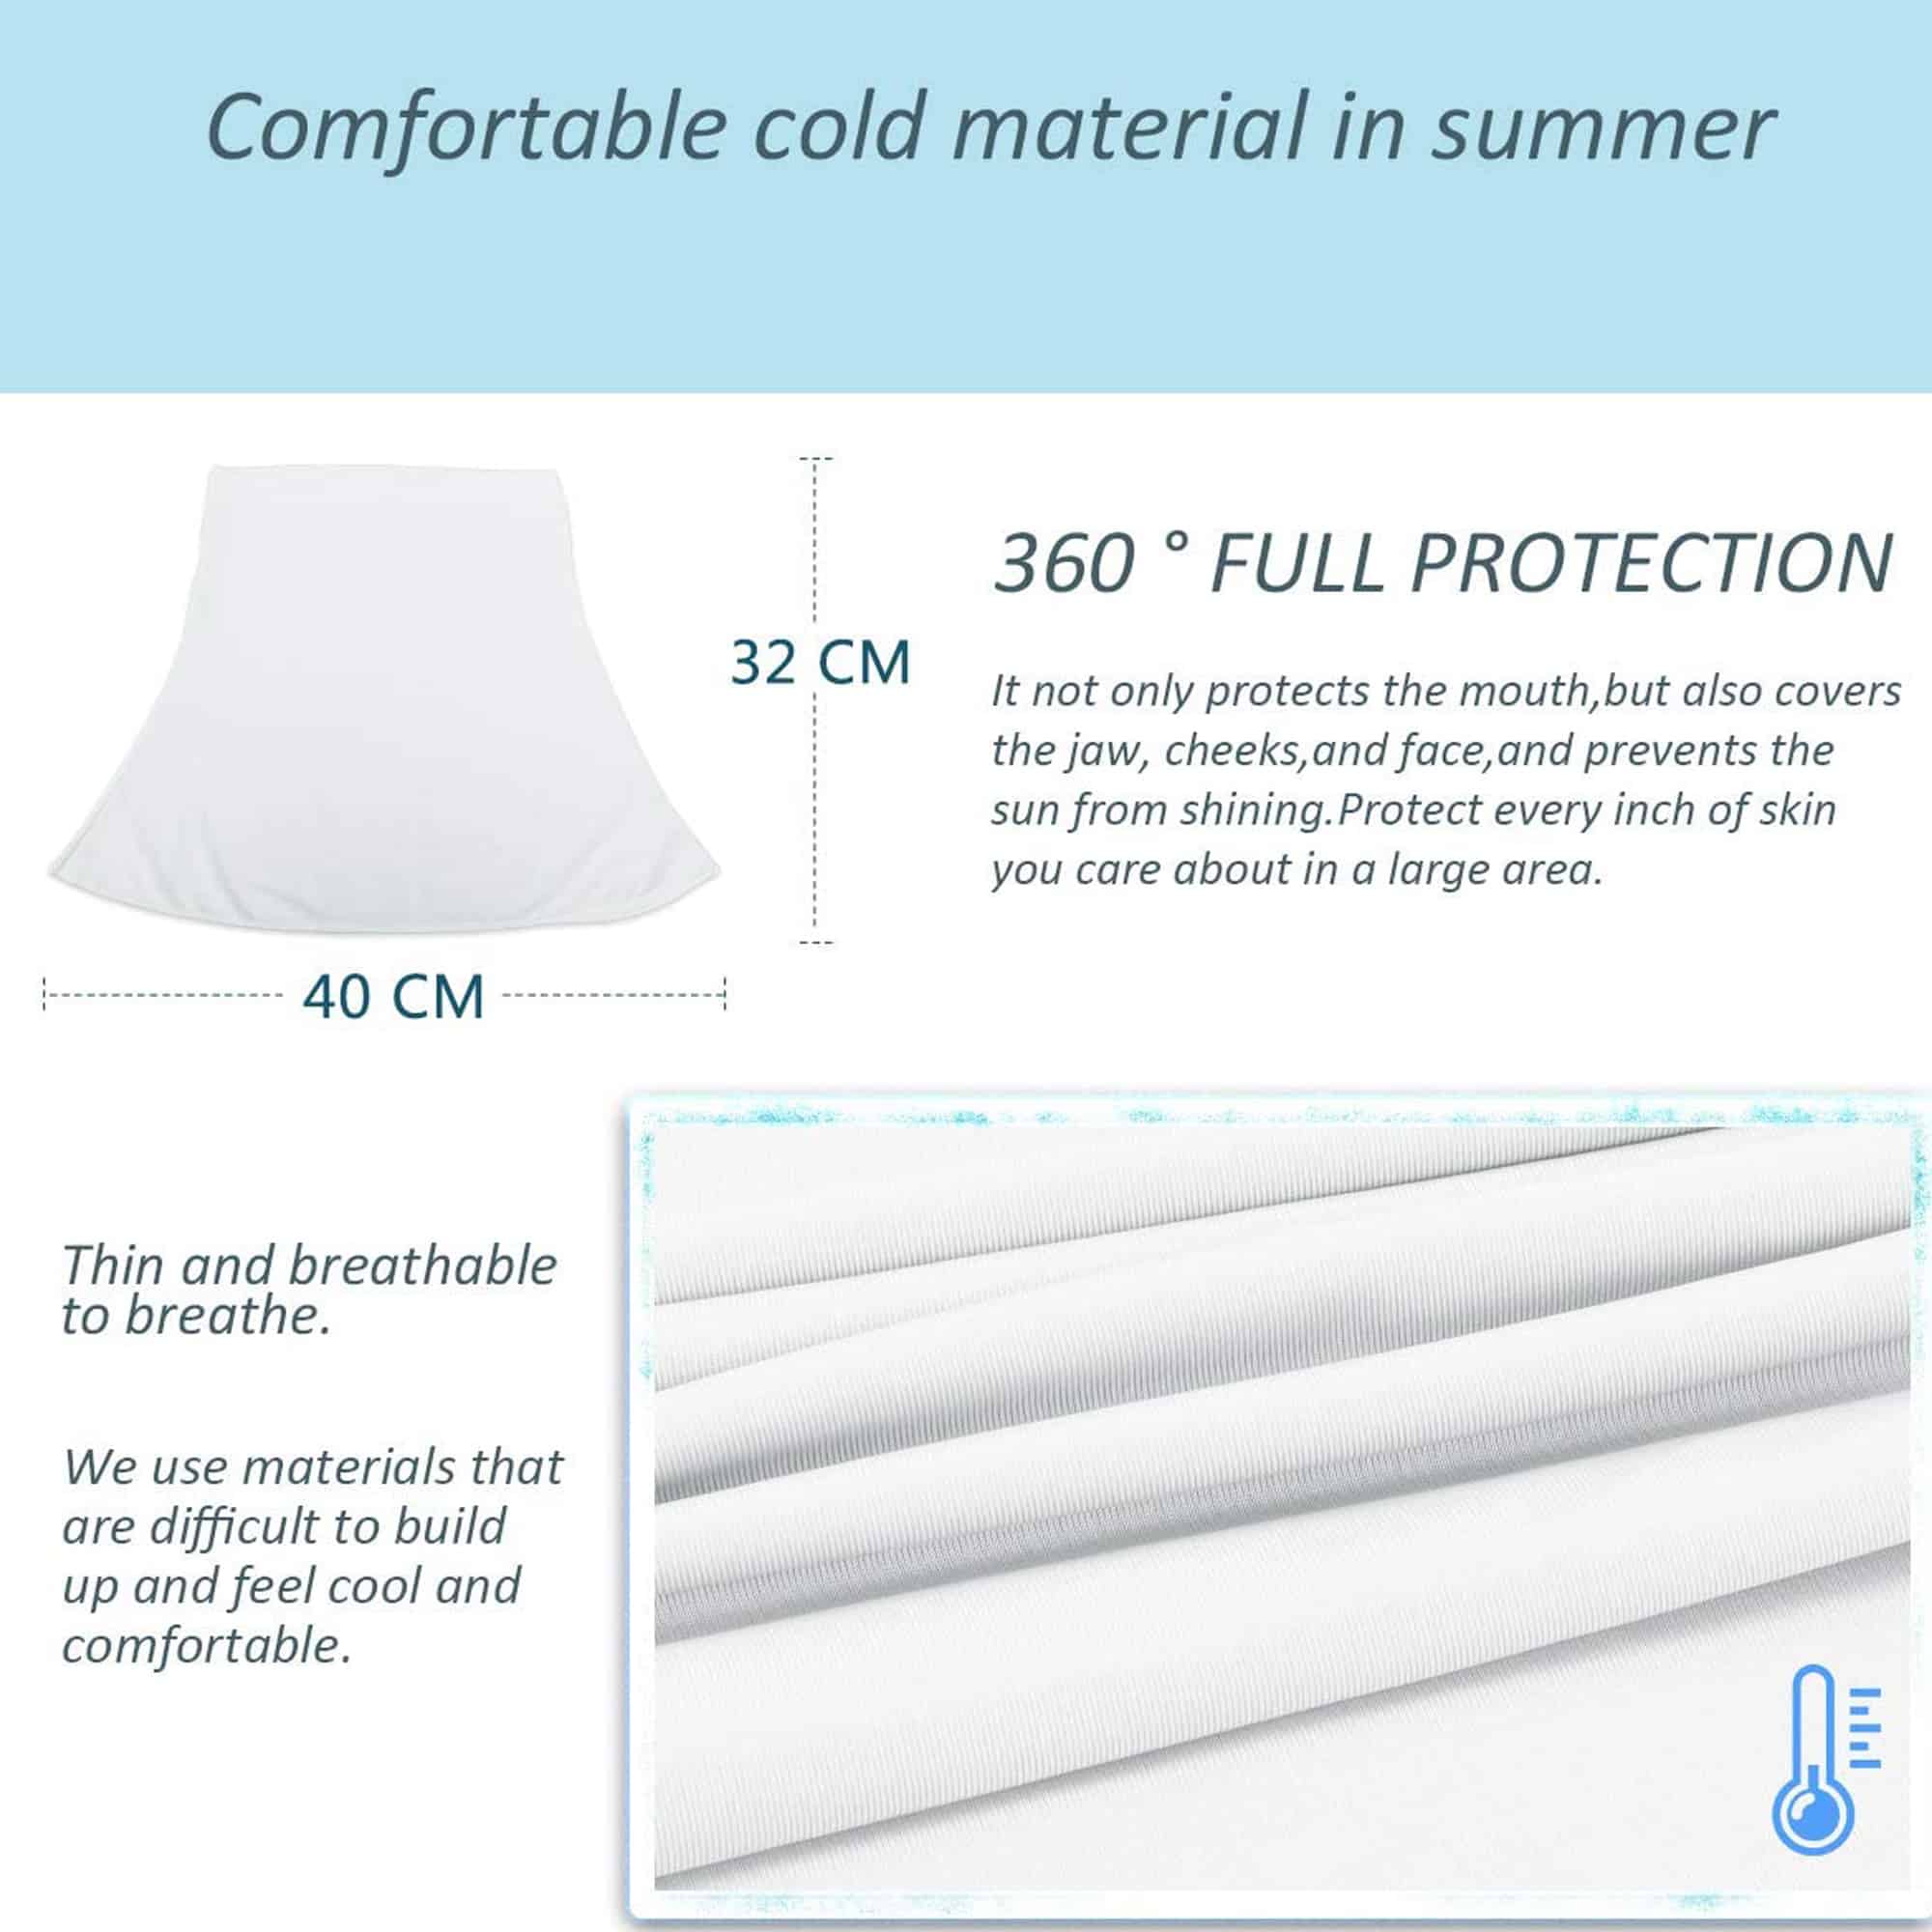 Comfortable cold material in summer
32 CM
40 CM
360 ° FULL PROTECTION
It not only protects the mouth,but also covers
the jaw, cheeks,and face,and prevents the
sun from shining.Protect every inch of skin
you care about in a large area.
Thin and breathable
to breathe.
We use materials that
are difficult to build
up and feel cool and
comfortable.